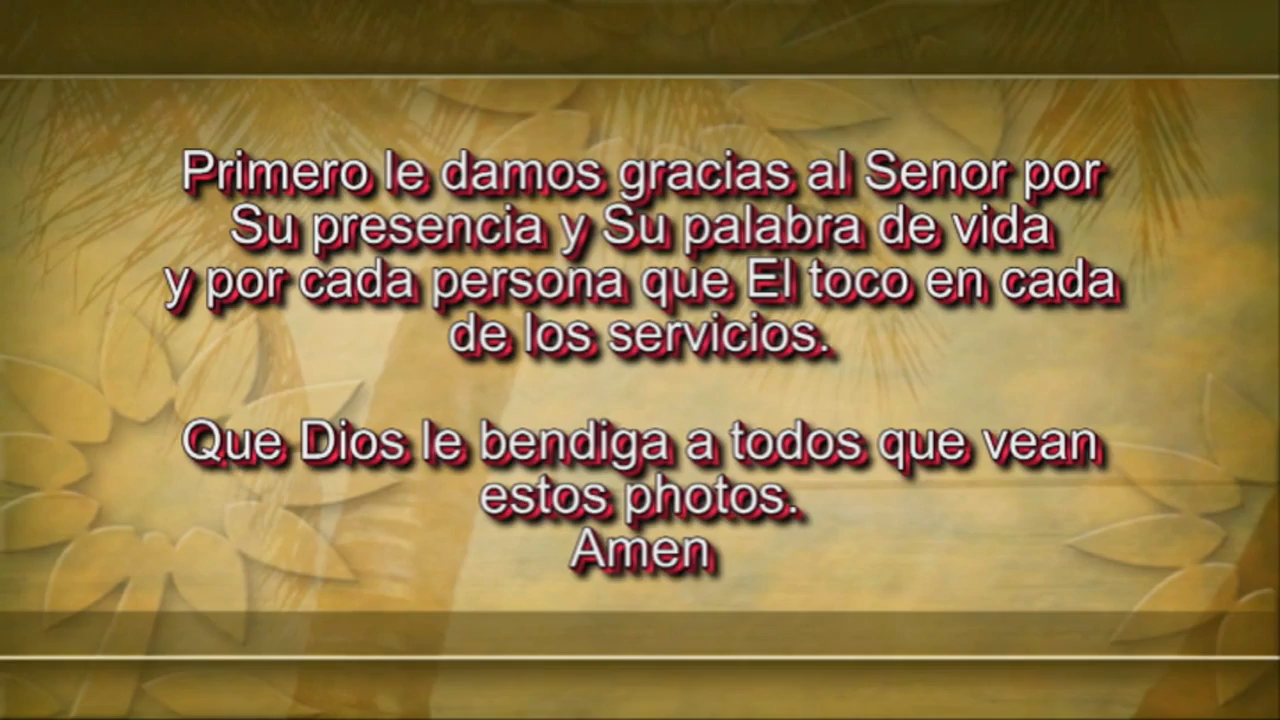 Primero le damos gracias al Senor por
Su presencia y Su palabra de vida
y por cada persona que El toco en cada
de los servicios.
Que Dios le bendiga a todos que vean
estos photos.
Amen